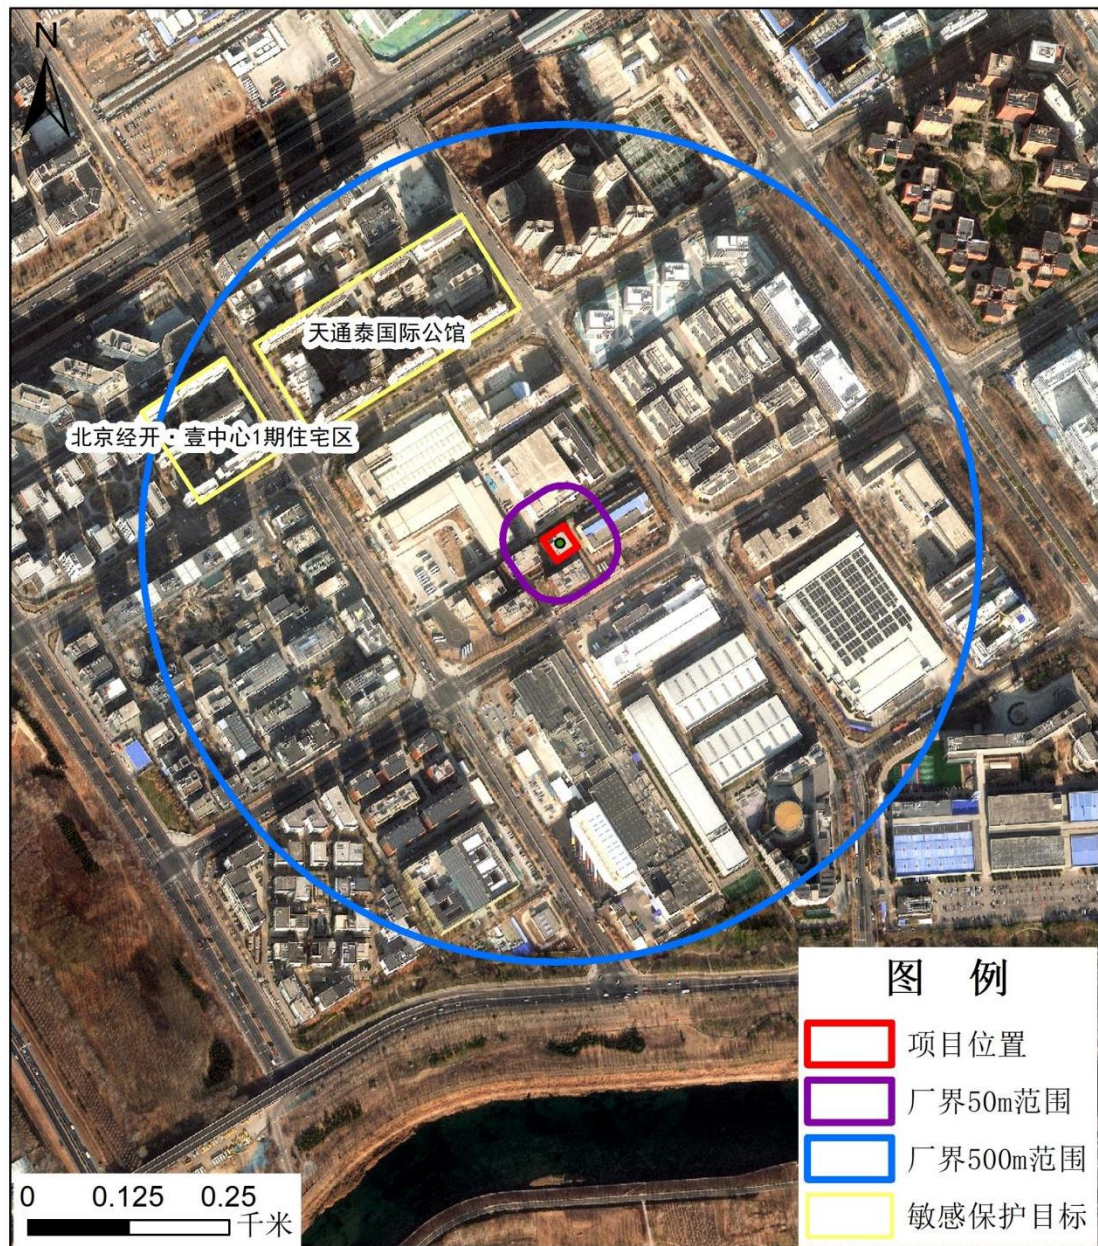 N
天通泰国际公馆
北京经开·壹中心1期住宅区
图 例
项目位置
厂界50m范围
厂界500m范围
敏感保护目标
0 0.125 0.25
千米